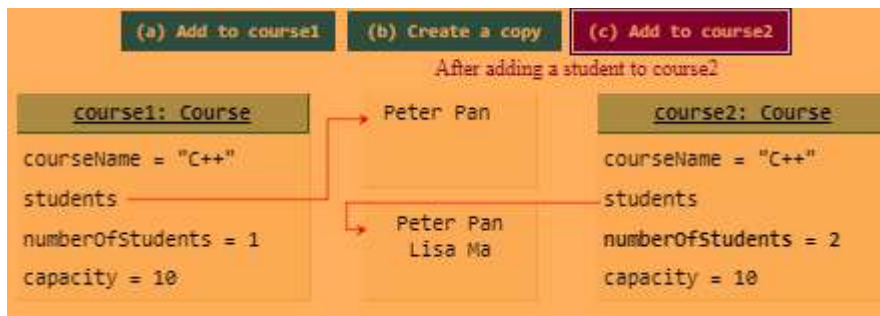 (a) Add to course1
(b) Create a copy
(c) Add to course2
After adding a student to course2
course1: Course
courseName = "C++"
students
numberOfStudents = 1
capacity = 10
Peter Pan
Peter Pan
Lisa Ma
course2: Course
courseName = "C++"
students
numberOfStudents = 2
capacity = 10